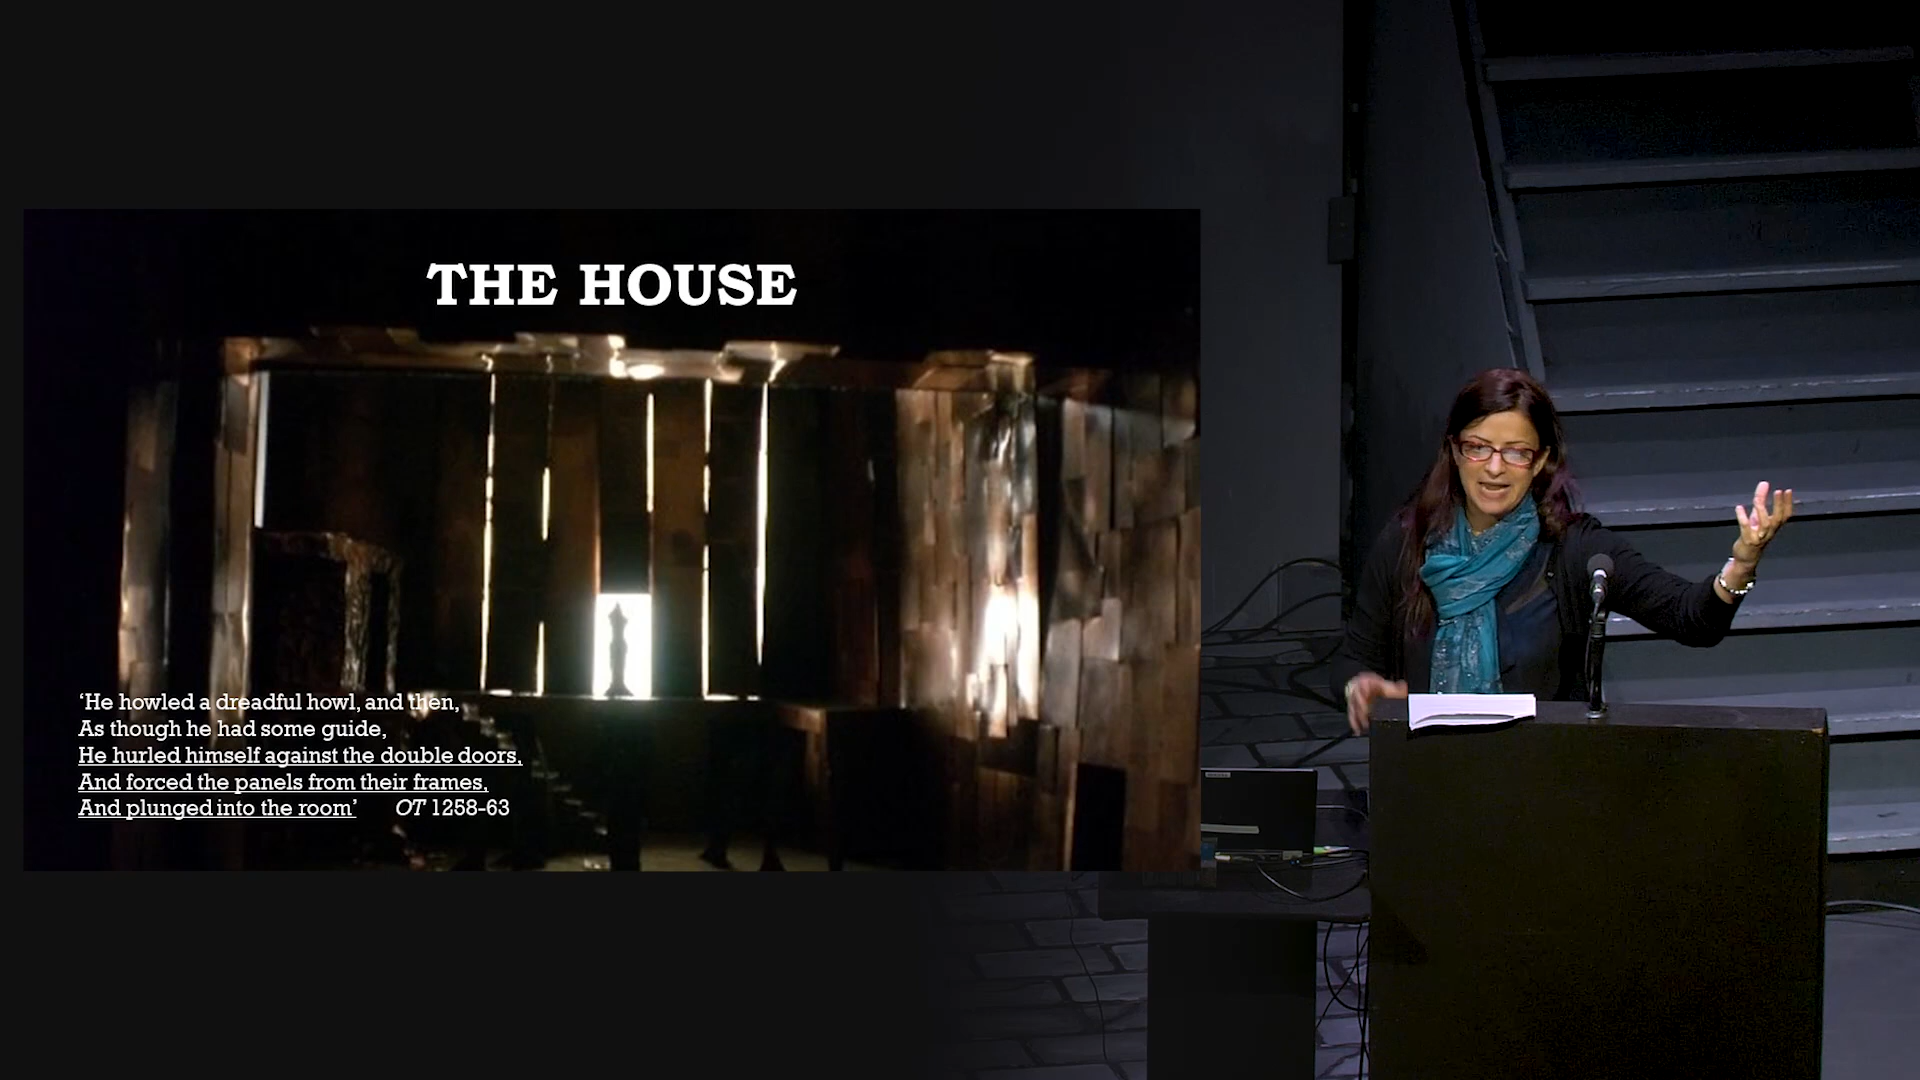 THE HOUSE
‘He howled a dreadful howl, and then,
As though he had some guide,
He hurled himself against the double doors,
And forced the panels from their frames,
And plunged into the room’ OT 1258-63